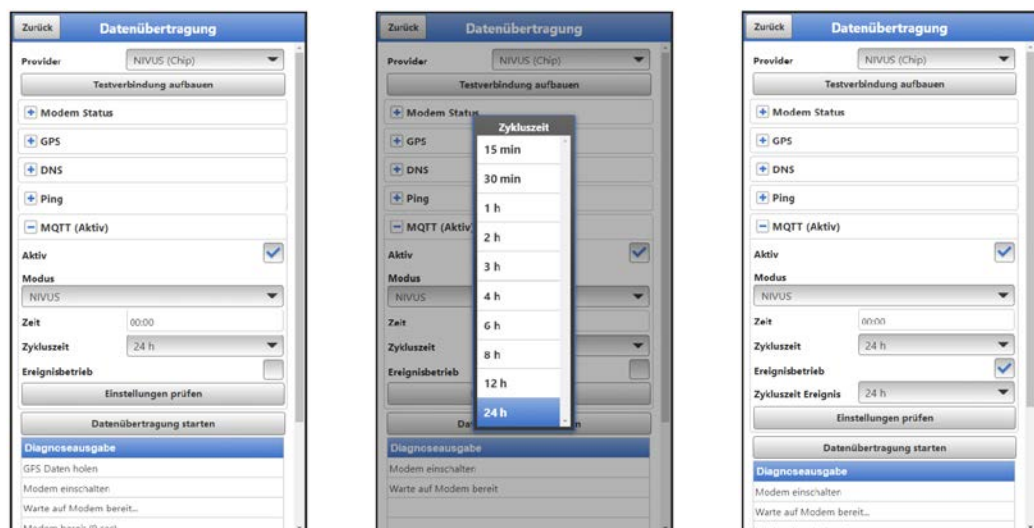 Zurück Datenübertragung
Provider NIVUS (Chip)
Testverbindung aufbauen
Modem Status
GPS
DNS
Ping
MQTT (Aktiv)
Aktiv
Modus
NIVUS
Zeit 00:00
Zykluszeit 24 h
Ereignisbetrieb
Einstellungen prüfen
Datenübertragung starten
Diagnoseausgabe
GPS Daten holen
Modem einschalten
Warte auf Modem bereit...
Zurück Datenübertragung
Provider NIVUS (Chip)
Testverbindung aufbauen
Modem Status
GPS
DNS
Ping
MQTT (Aktiv
Aktiv
Modus
NIVUS
Zeit
Zykluszeit
Ereignisbetrieb
Da n
Diagnoseausgabe
Modem einschalten
Warte auf Modem bereit
Zykluszeit
15 min
30 min
1 h
2 h
3 h
4 h
6 h
8 h
12 h
24 h
Zurück Datenübertragung
Provider NIVUS (Chip)
Testverbindung aufbauen
Modem Status
GPS
DNS
Ping
MQTT (Aktiv)
Aktiv
Modus
NIVUS
Zeit 00:00
Zykluszeit 24 h
Ereignisbetrieb
Zykluszeit Ereignis 24 h
Einstellungen prüfen
Datenübertragung starten
Diagnoseausgabe
Modem einschalten
Warte auf Modem bereit...